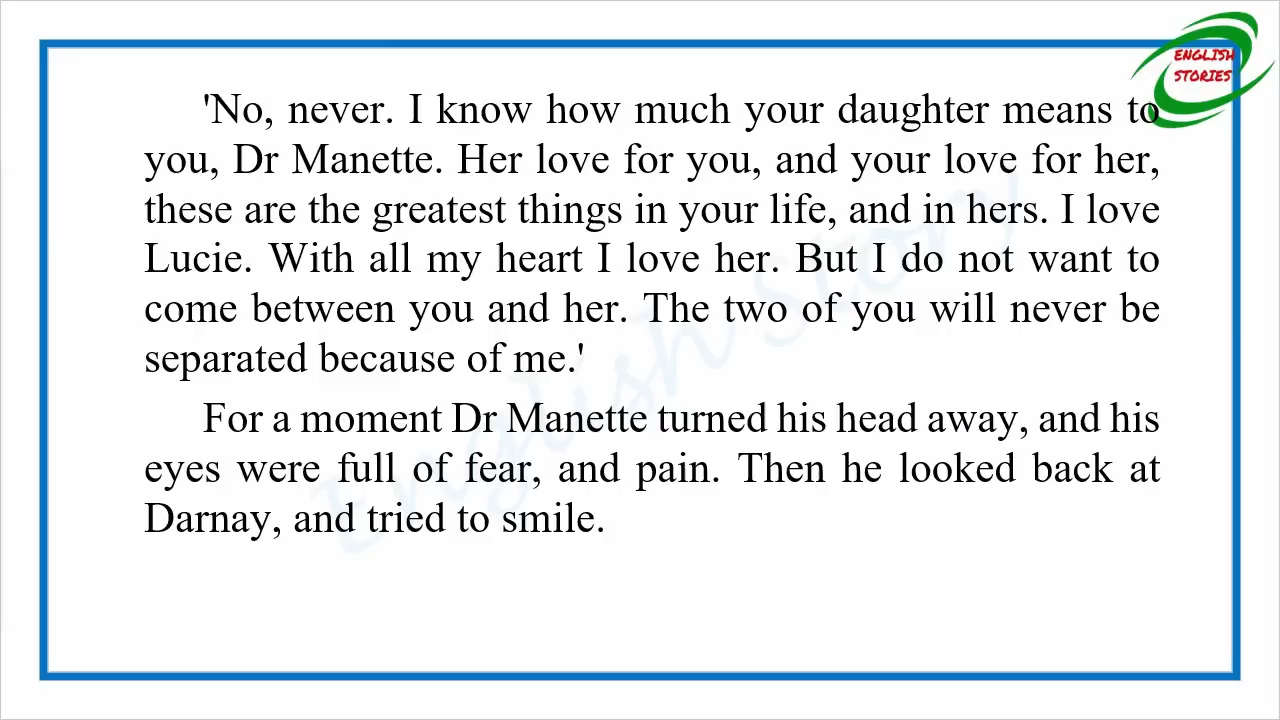 ENGLISH
STORIES
'No, never. I know how much your daughter means to
you, Dr Manette. Her love for you, and your love for her,
these are the greatest things in your life, and in hers. I love
Lucie. With all my heart I love her. But I do not want to
come between you and her. The two of you will never be
separated because of me.'
For a moment Dr Manette turned his head away, and his
eyes were full of fear, and pain. Then he looked back at
Darnay, and tried to smile.
English Story